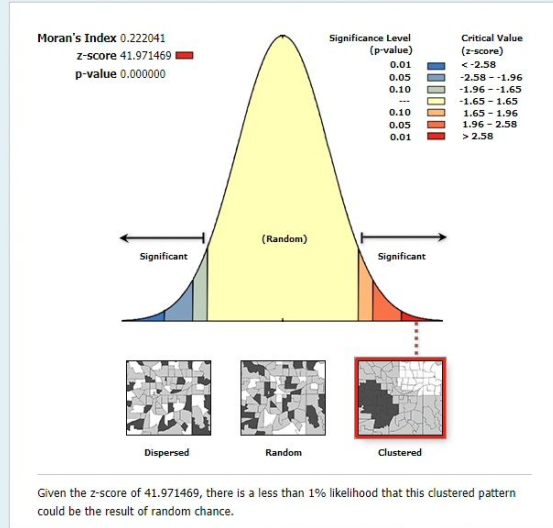 Moran's Index 0.222041
z-score 41.971469
p-value 0.000000
Significance Level
(p-value)
0.01
0.05
0.10
---
0.10
0.05
0.01
Critical Value
(z-score)
< -2.58
-2.58 – -1.96
-1.96 – -1.65
-1.65 – 1.65
1.65 – 1.96
1.96 – 2.58
> 2.58
(Random)
Significant
Significant
Dispersed
Random
Clustered
Given the z-score of 41.971469, there is a less than 1% likelihood that this clustered pattern
could be the result of random chance.